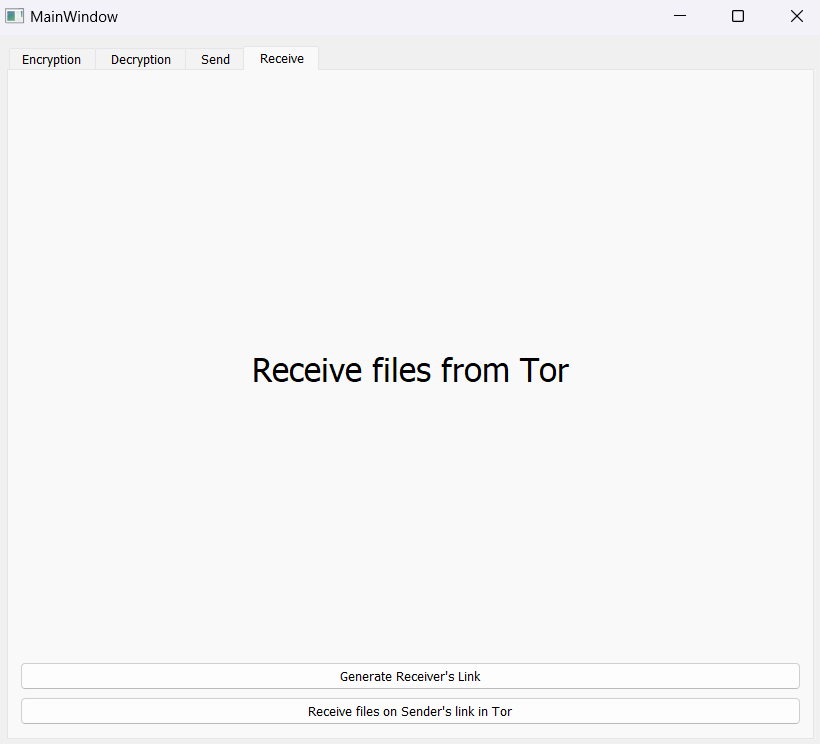 MainWindow
Encryption Decryption Send Receive
Receive files from Tor
Generate Receiver's Link
Receive files on Sender's link in Tor